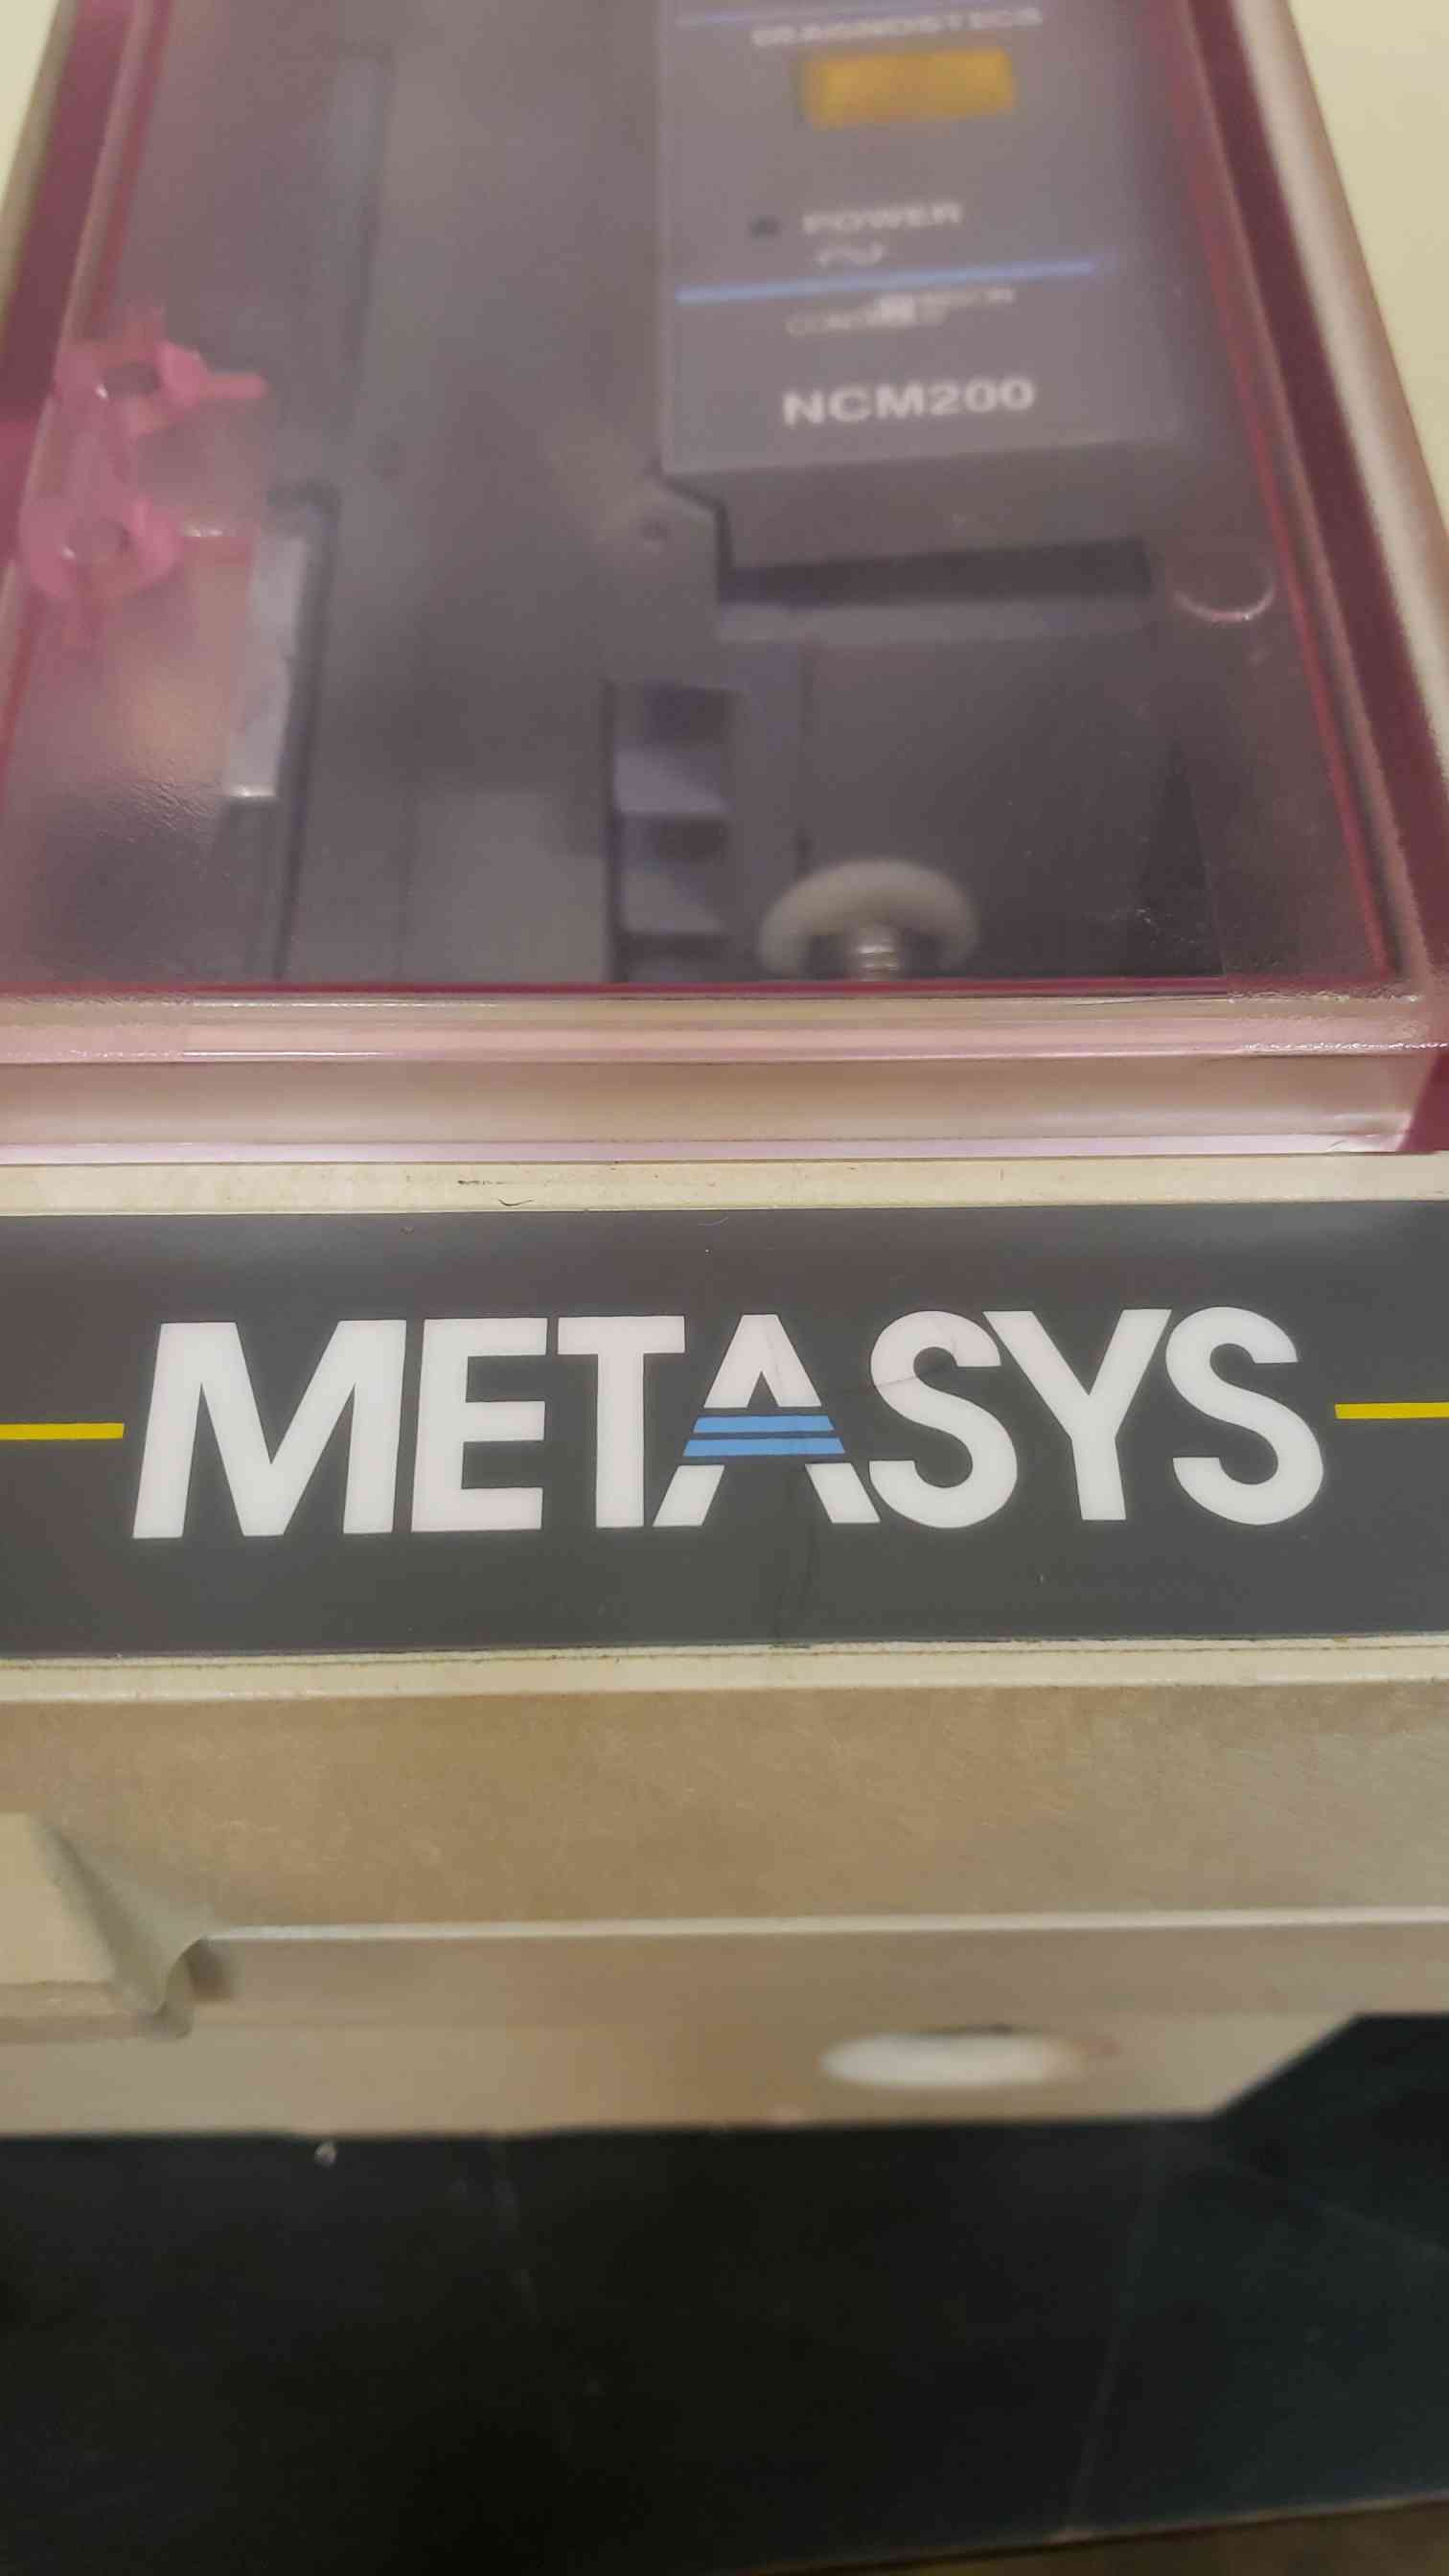 DIAGNOSTICS
POWER
NCM200
METASYS